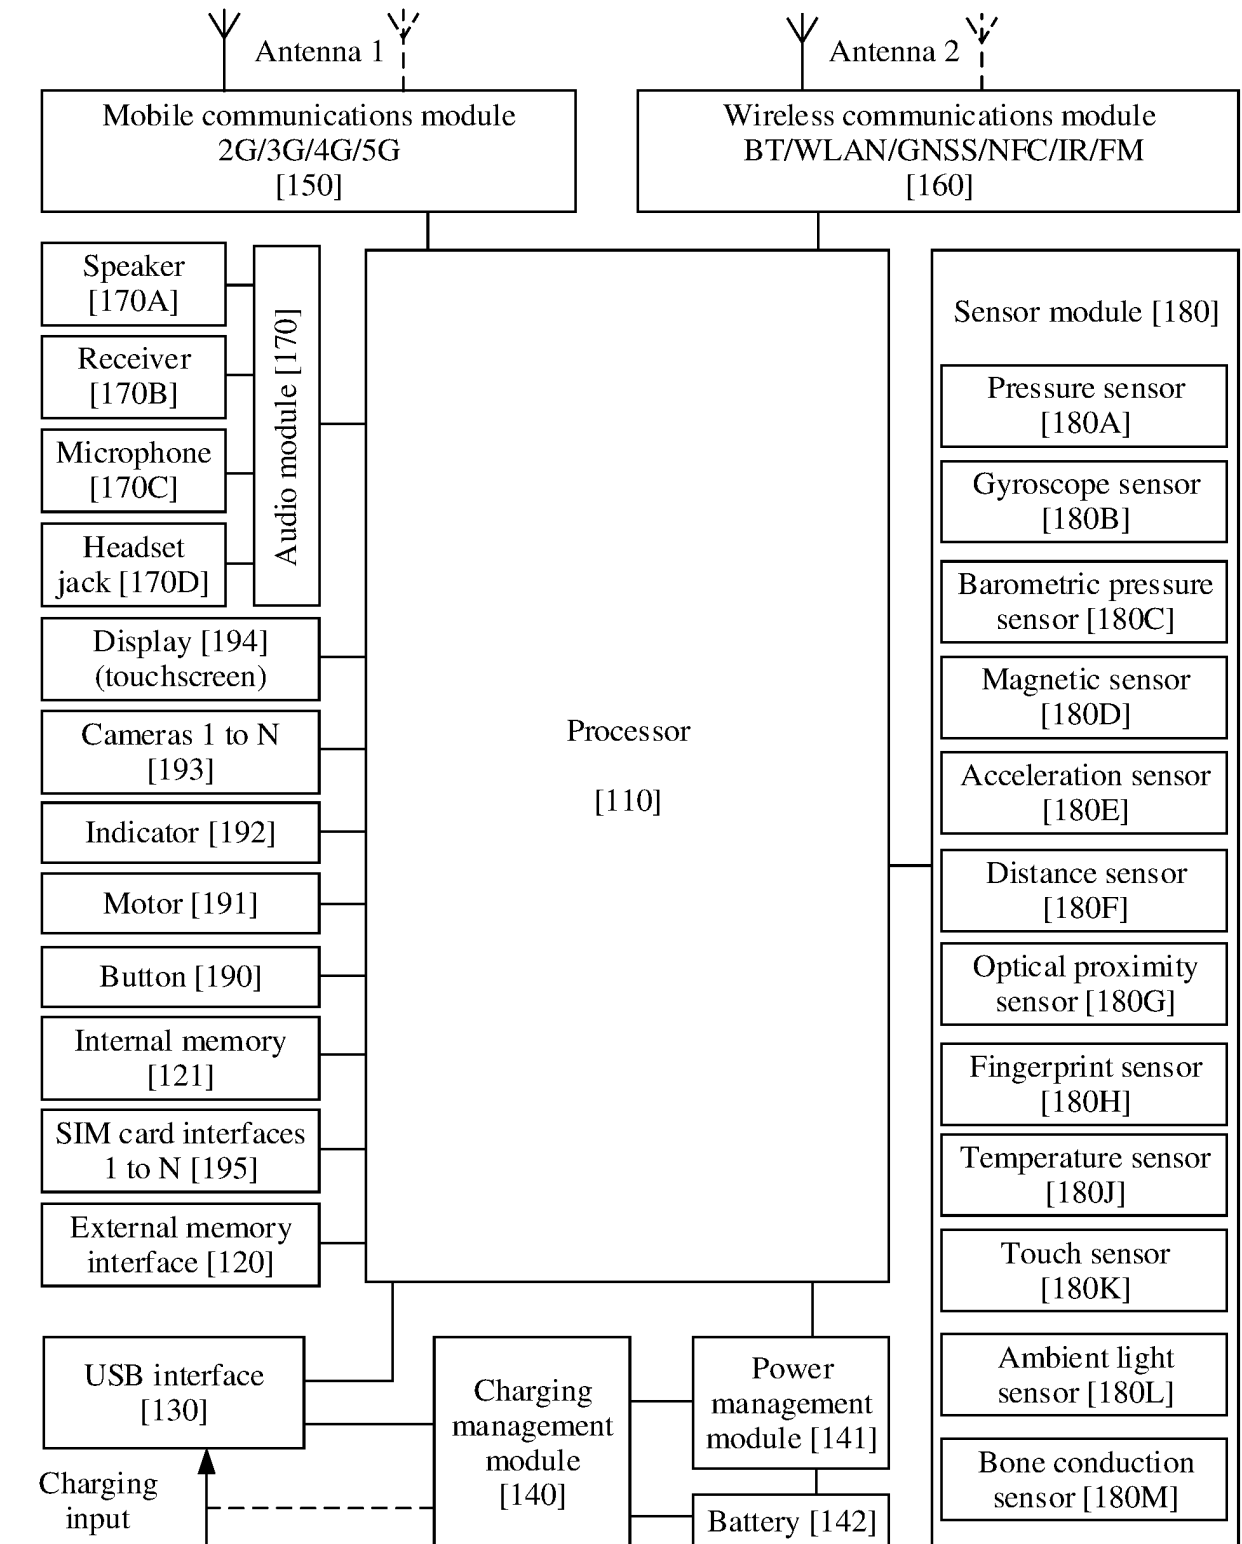 Antenna 1
Antenna 2
Mobile communications module
2G/3G/4G/5G
[150]
Wireless communications module
BT/WLAN/GNSS/NFC/IR/FM
[160]
Speaker
[170A]
Receiver
[170B]
Microphone
[170C]
Headset
jack [170D]
Audio module [170]
Display [194]
(touchscreen)
Cameras 1 to N
[193]
Indicator [192]
Motor [191]
Button [190]
Internal memory
[121]
SIM card interfaces
1 to N [195]
External memory
interface [120]
Processor
[110]
Sensor module [180]
Pressure sensor
[180A]
Gyroscope sensor
[180B]
Barometric pressure
sensor [180C]
Magnetic sensor
[180D]
Acceleration sensor
[180E]
Distance sensor
[180F]
Optical proximity
sensor [180G]
Fingerprint sensor
[180H]
Temperature sensor
[180J]
Touch sensor
[180K]
Ambient light
sensor [180L]
Bone conduction
sensor [180M]
USB interface
[130]
Charging
input
Charging
management
module
[140]
Power
management
module [141]
Battery [142]